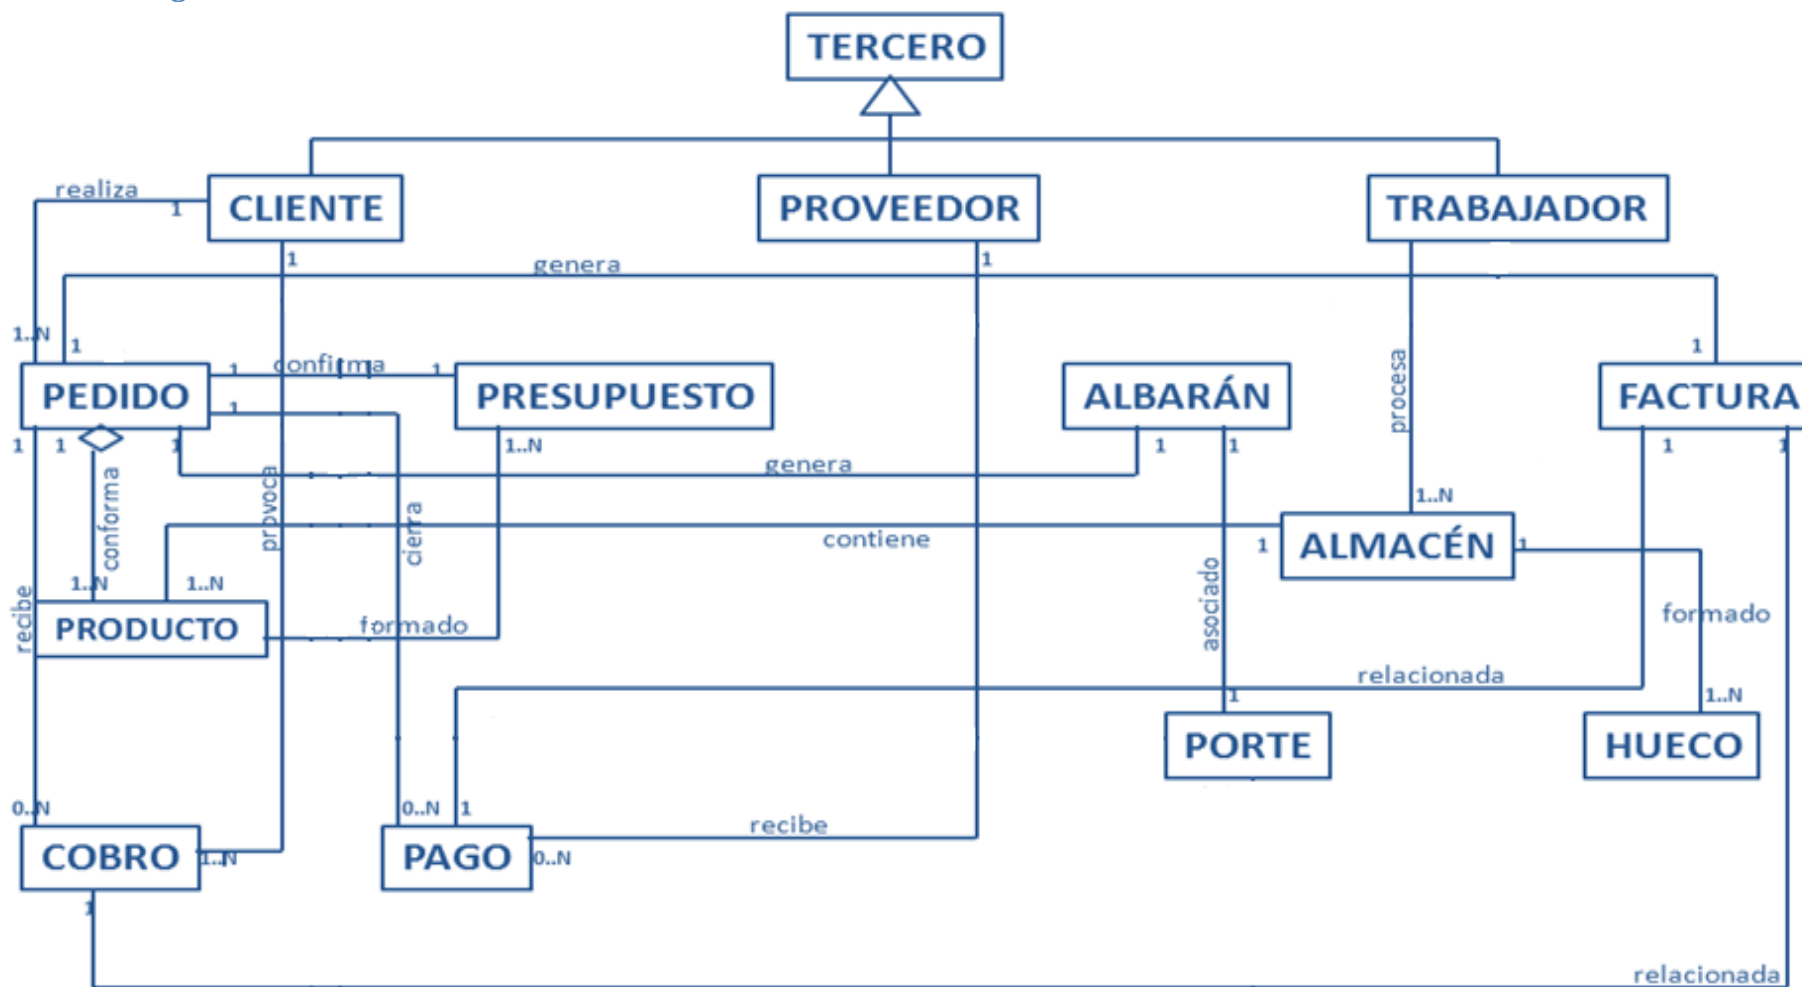 TERCERO
realiza
1
CLIENTE
PROVEEDOR
TRABAJADOR
1
1
genera
1..N
1
1
confirma
1
1
procesa
1
PEDIDO
PRESUPUESTO
ALBARÁN
FACTURA
1
1
1
1
1..N
1
1
1
1
genera
conforma
provoca
cierra
1..N
contiene
1
ALMACÉN
1
1..N
1..N
recibe
PRODUCTO
formado
asociado
formado
relacionada
1
1..N
PORTE
HUECO
0..N
0..N
1
recibe
COBRO
1..N
PAGO
0..N
1
relacionada